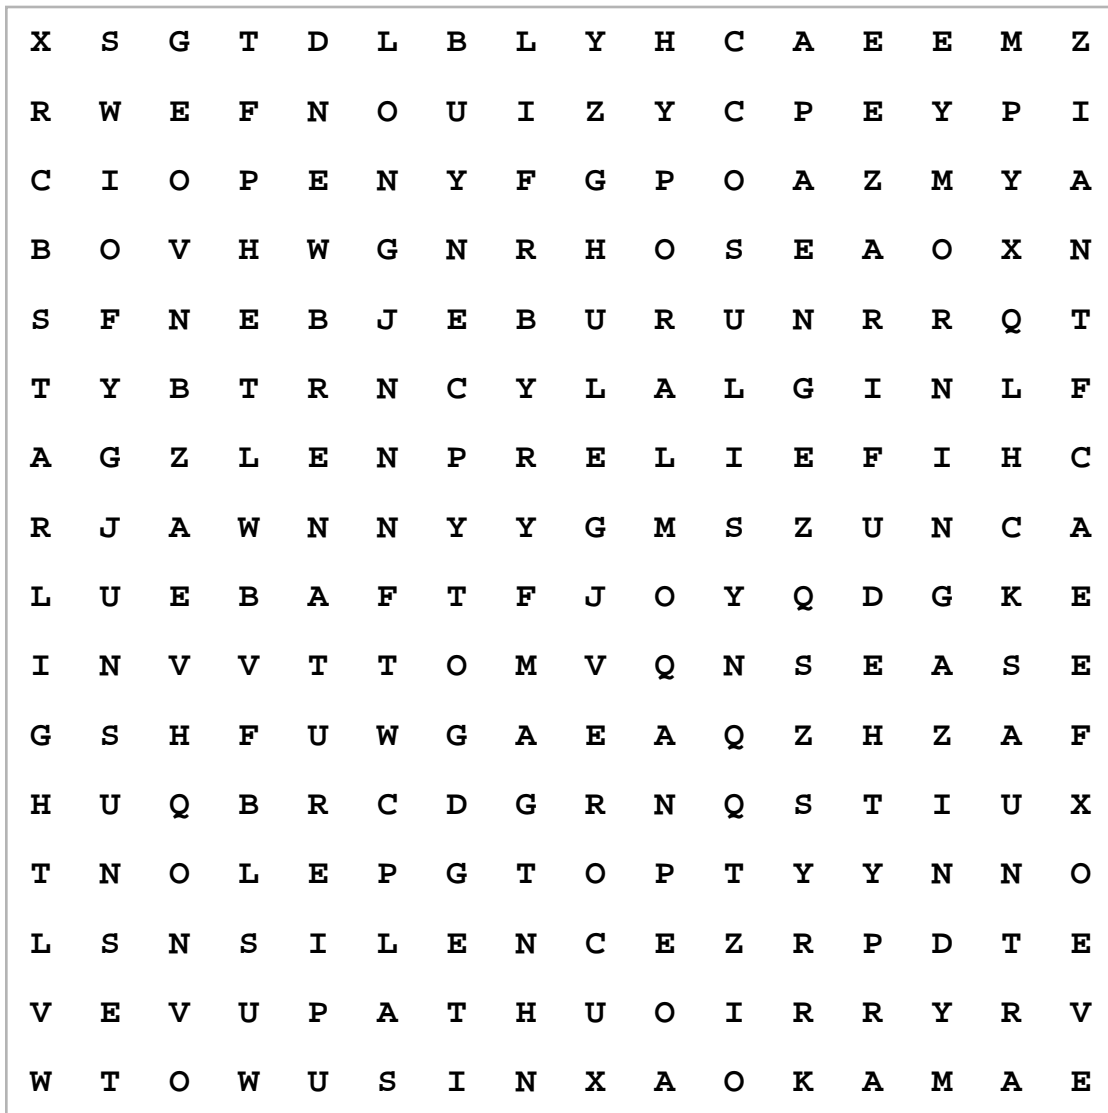 X S G T D L B L Y H C A E E M Z
R W E F N O U I Z Y C P E Y P I
C I O P E N Y F G P O A Z M Y A
B O V H W G N R H O S E A O X N
S F N E B J E B U R U N R R Q T
T Y B T R N C Y L A L G I N L F
A G Z L E N P R E L I E F I H C
R J A W N N Y Y G M S Z U N C A
L U E B A F T F J O Y Q D G K E
I N V V T T O M V Q N S E A S E
G S H F U W G A E A Q Z H Z A F
H U Q B R C D G R N Q S T I U X
T N O L E P G T O P T Y Y N N O
L S N S I L E N C E Z R P D T E
V E V U P A T H U O I R R Y R V
W T O W U S I N X A O K A M A E